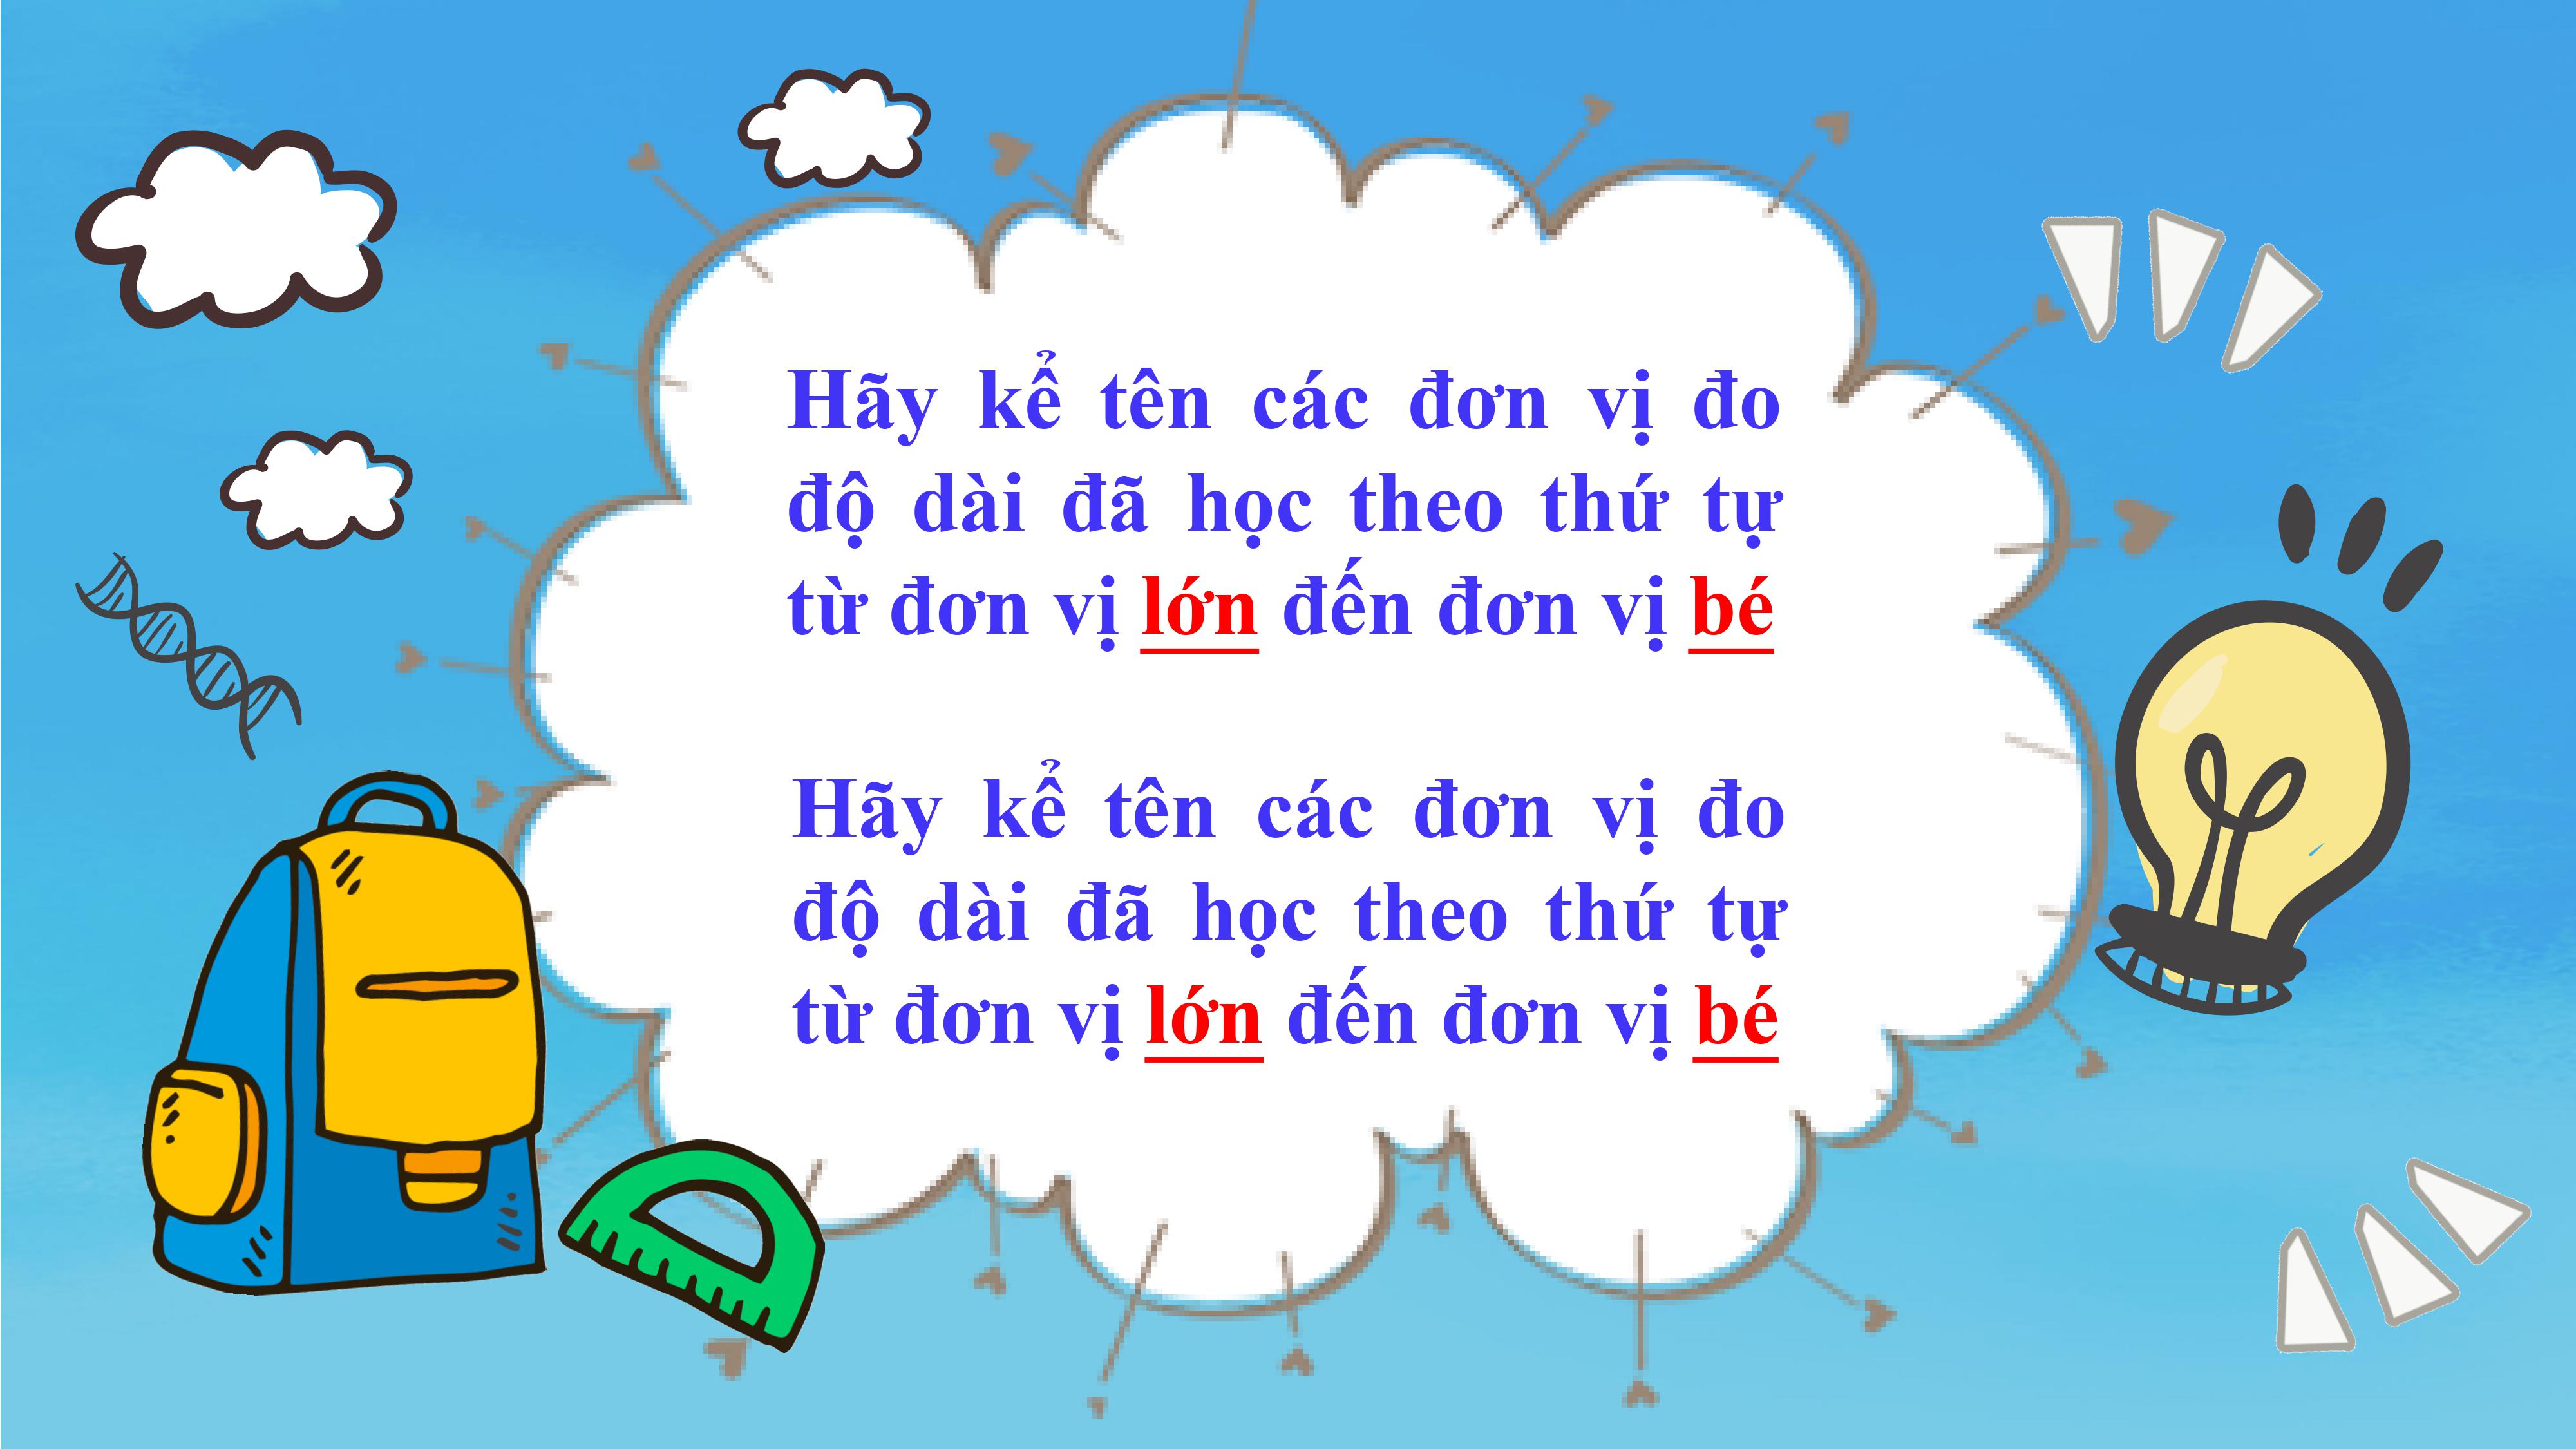 Hãy kể tên các đơn vị đo
độ dài đã học theo thứ tự
từ đơn vị lớn đến đơn vị bé
Hãy kể tên các đơn vị đo
độ dài đã học theo thứ tự
từ đơn vị lớn đến đơn vị bé